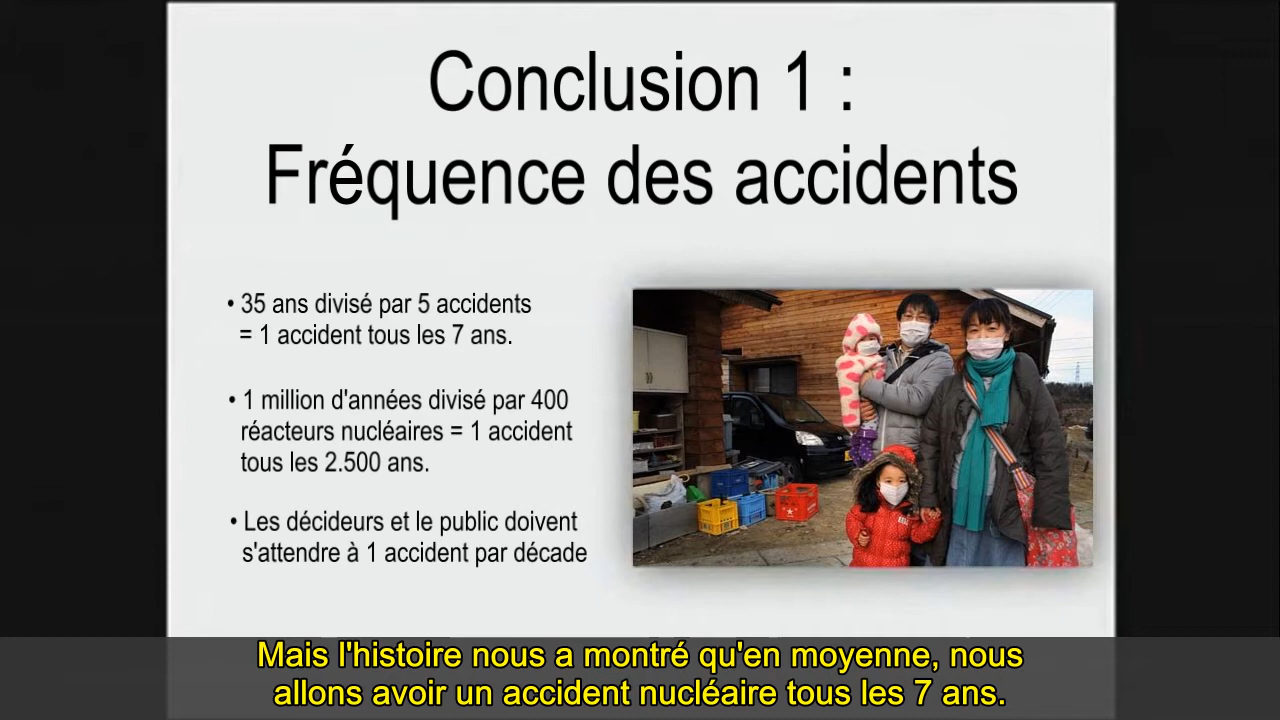 Conclusion 1 :
Fréquence des accidents
• 35 ans divisé par 5 accidents
= 1 accident tous les 7 ans.
• 1 million d'années divisé par 400
réacteurs nucléaires = 1 accident
tous les 2.500 ans.
• Les décideurs et le public doivent
s'attendre à 1 accident par décade
Mais l'histoire nous a montré qu'en moyenne, nous
allons avoir un accident nucléaire tous les 7 ans.